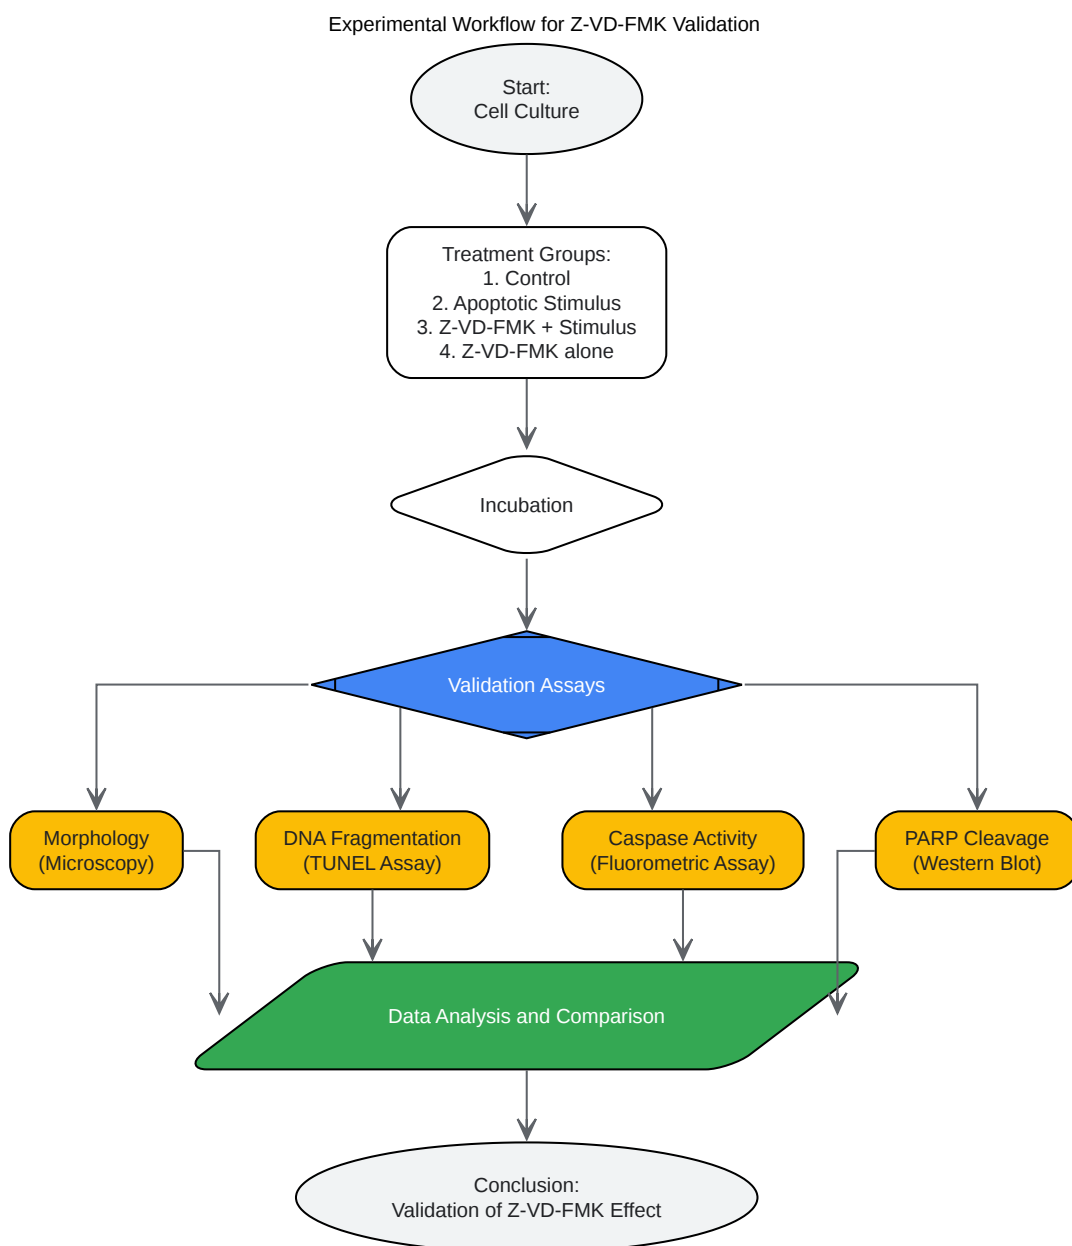 Experimental Workflow for Z-VD-FMK Validation
Start:
Cell Culture
Treatment Groups:
1. Control
2. Apoptotic Stimulus
3. Z-VD-FMK + Stimulus
4. Z-VD-FMK alone
Incubation
Validation Assays
Morphology
(Microscopy)
DNA Fragmentation
(TUNEL Assay)
Caspase Activity
(Fluorometric Assay)
PARP Cleavage
(Western Blot)
Data Analysis and Comparison
Conclusion:
Validation of Z-VD-FMK Effect